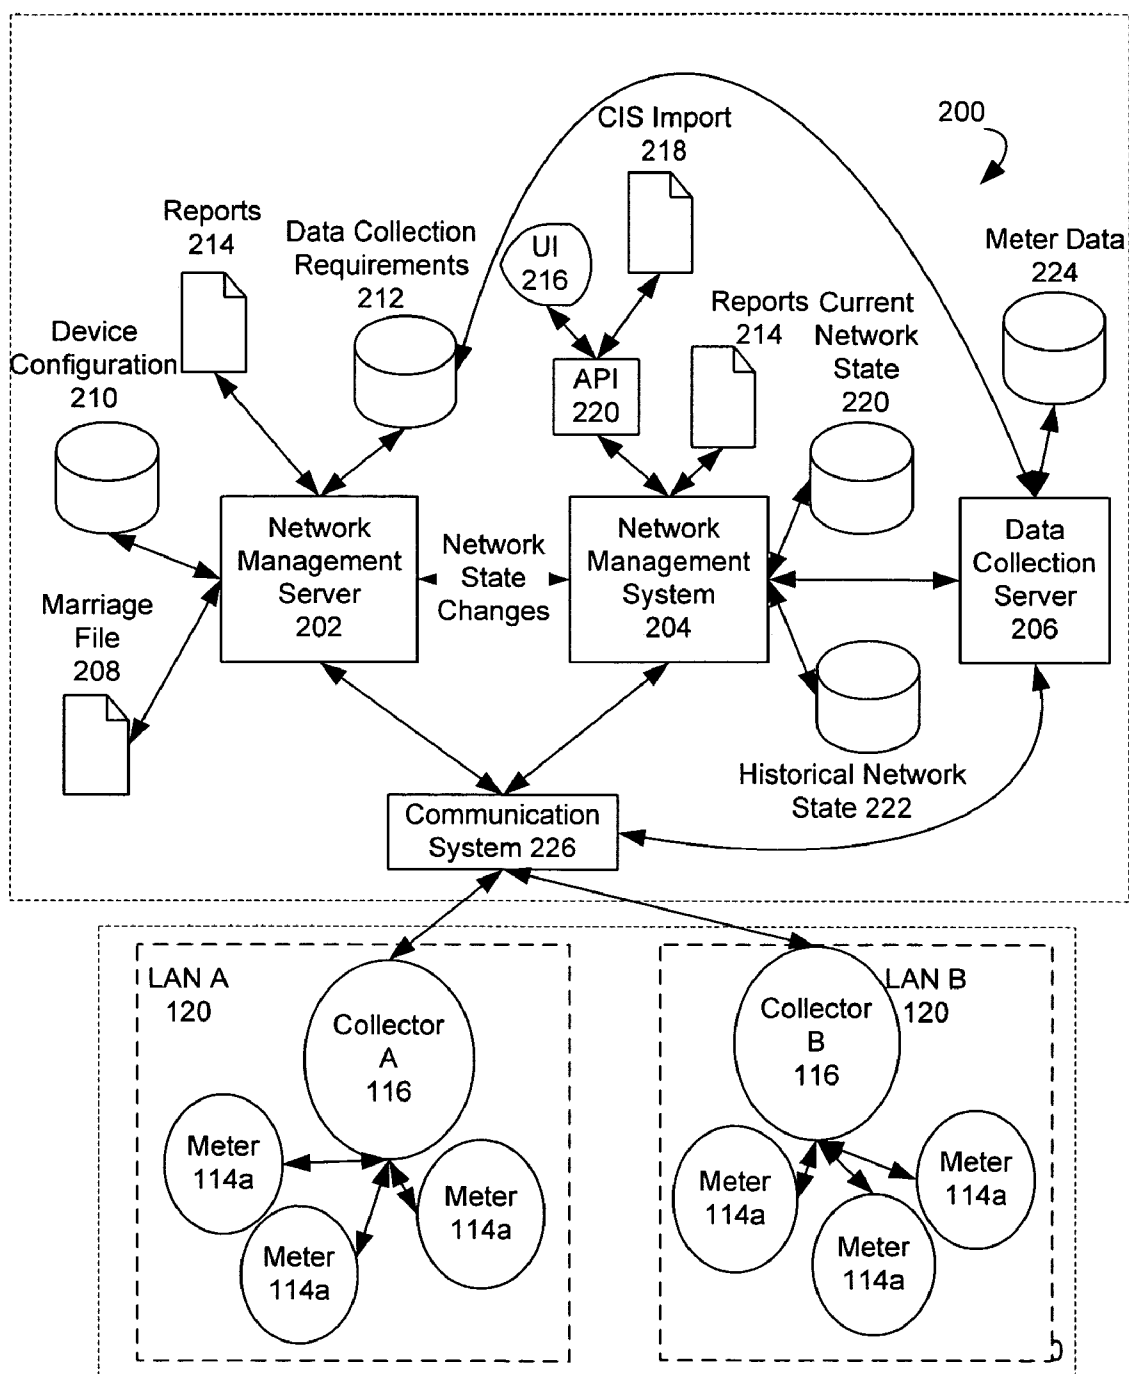 CIS Import
218
200
Reports
214
Data Collection
Requirements
212
UI
216
Meter Data
224
Device
Configuration
210
Reports
214
Current
Network
State
220
API
220
Network
Management
Server
202
Network
State
Changes
Network
Management
System
204
Data
Collection
Server
206
Marriage
File
208
Historical Network
State 222
Communication
System 226
LAN A
120
Collector
A
116
Meter
114a
Meter
114a
Meter
114a
LAN B
120
Collector
B
116
Meter
114a
Meter
114a
Meter
114a